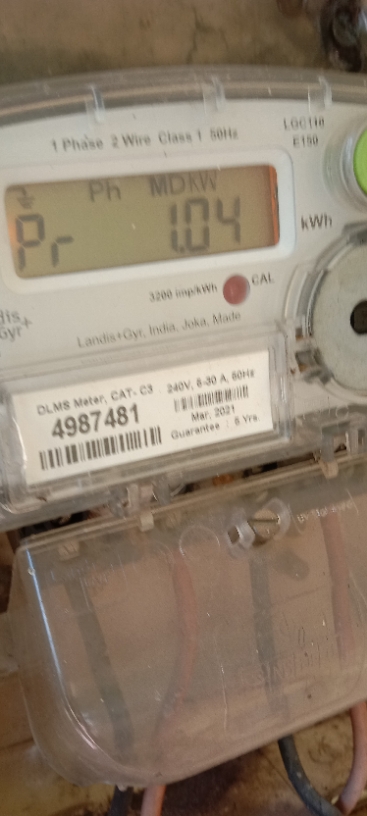 LGC110
E150
1 Phase 2 Wire Class 1 50Hz
Ph MD KW
Pr 1.04
kWh
3200 imp/kWh CAL
Landis+Gyr, India, Joka, Made
DLMS Meter, CAT- C3 240V, 5-30 A, 50Hz
4987481
Mar, 2021
Guarantee : 5 Yrs.